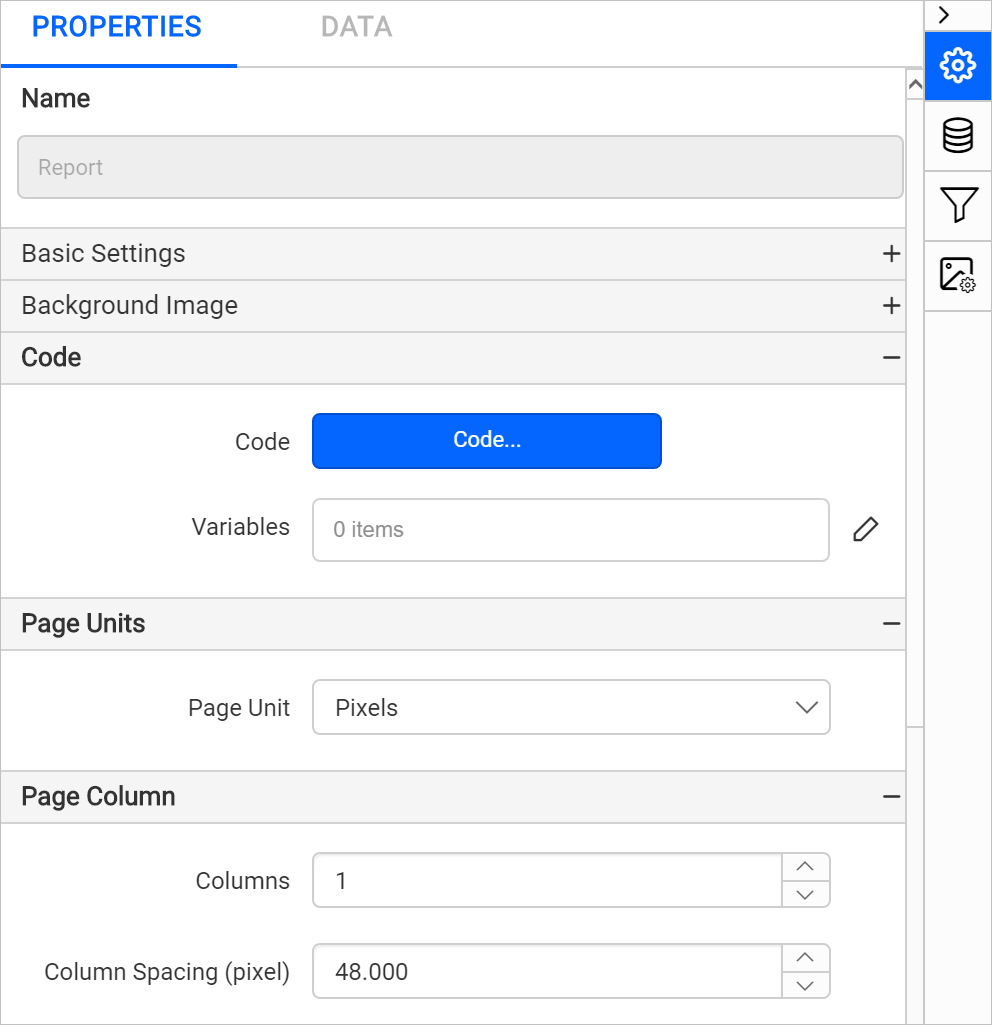 PROPERTIES DATA
Name
Report
Basic Settings
Background Image
Code
Code Code...
Variables 0 items
Page Units
Page Unit Pixels
Page Column
Columns 1
Column Spacing (pixel) 48.000